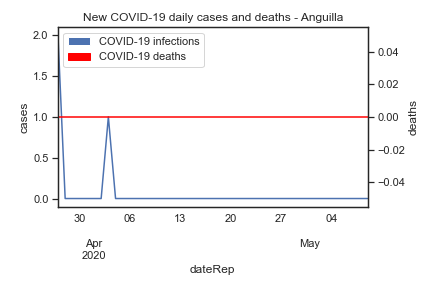 New COVID-19 daily cases and deaths - Anguilla
COVID-19 infections
COVID-19 deaths
2.0
1.5
1.0
0.5
0.0
cases
0.04
0.02
0.00
−0.02
−0.04
deaths
30 06 13 20 27 04
Apr May
2020
dateRep